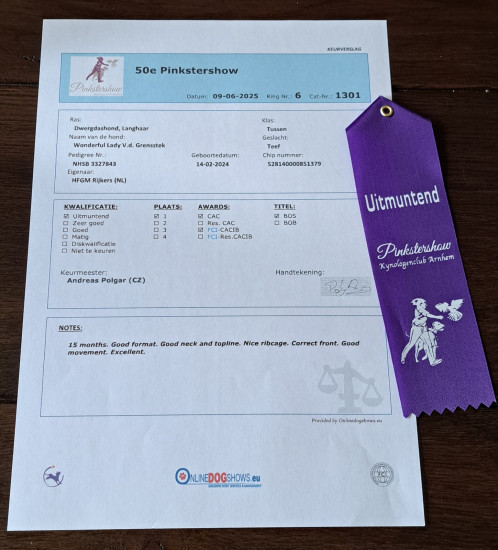 KEURVERSLAG
Pinkstershow
50e Pinkstershow
Datum: 09-06-2025 Ring Nr.: 6 Cat-Nr.: 1301
Ras: Klas:
Dwergdashond, Langhaar Tussen
Naam van de hond: Geslacht:
Wonderful Lady V.d. Grensstek Teef
Pedigree Nr.: Geboortedatum: Chip nummer:
NHSB 3327843 14-02-2024 528140000851379
Eigenaar:
HFGM Rijkers (NL)
KWALIFICATIE: PLAATS: AWARDS: TITEL:
Uitmuntend 1 CAC BOS
Zeer goed 2 Res. CAC BOB
Goed 3 FCI-CACIB
Matig 4 FCI-Res.CACIB
Diskwalificatie
Niet te keuren
Keurmeester: Handtekening:
Andreas Polgar (CZ)
NOTES:
15 months. Good format. Good neck and topline. Nice ribcage. Correct front. Good
movement. Excellent.
Provided by Onlinedogshows.eu
ONLINEDOGSHOWS.eu
Uitmuntend
Pinkstershow
Kynologenclub Arnhem